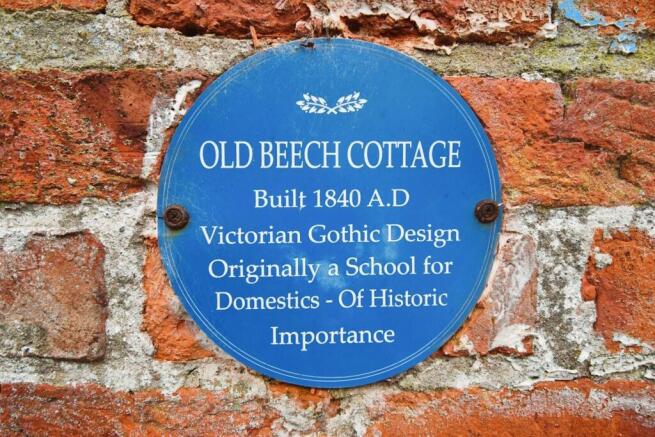 OLD BEECH COTTAGE
Built 1840 A.D
Victorian Gothic Design
Originally a School for
Domestics - Of Historic
Importance